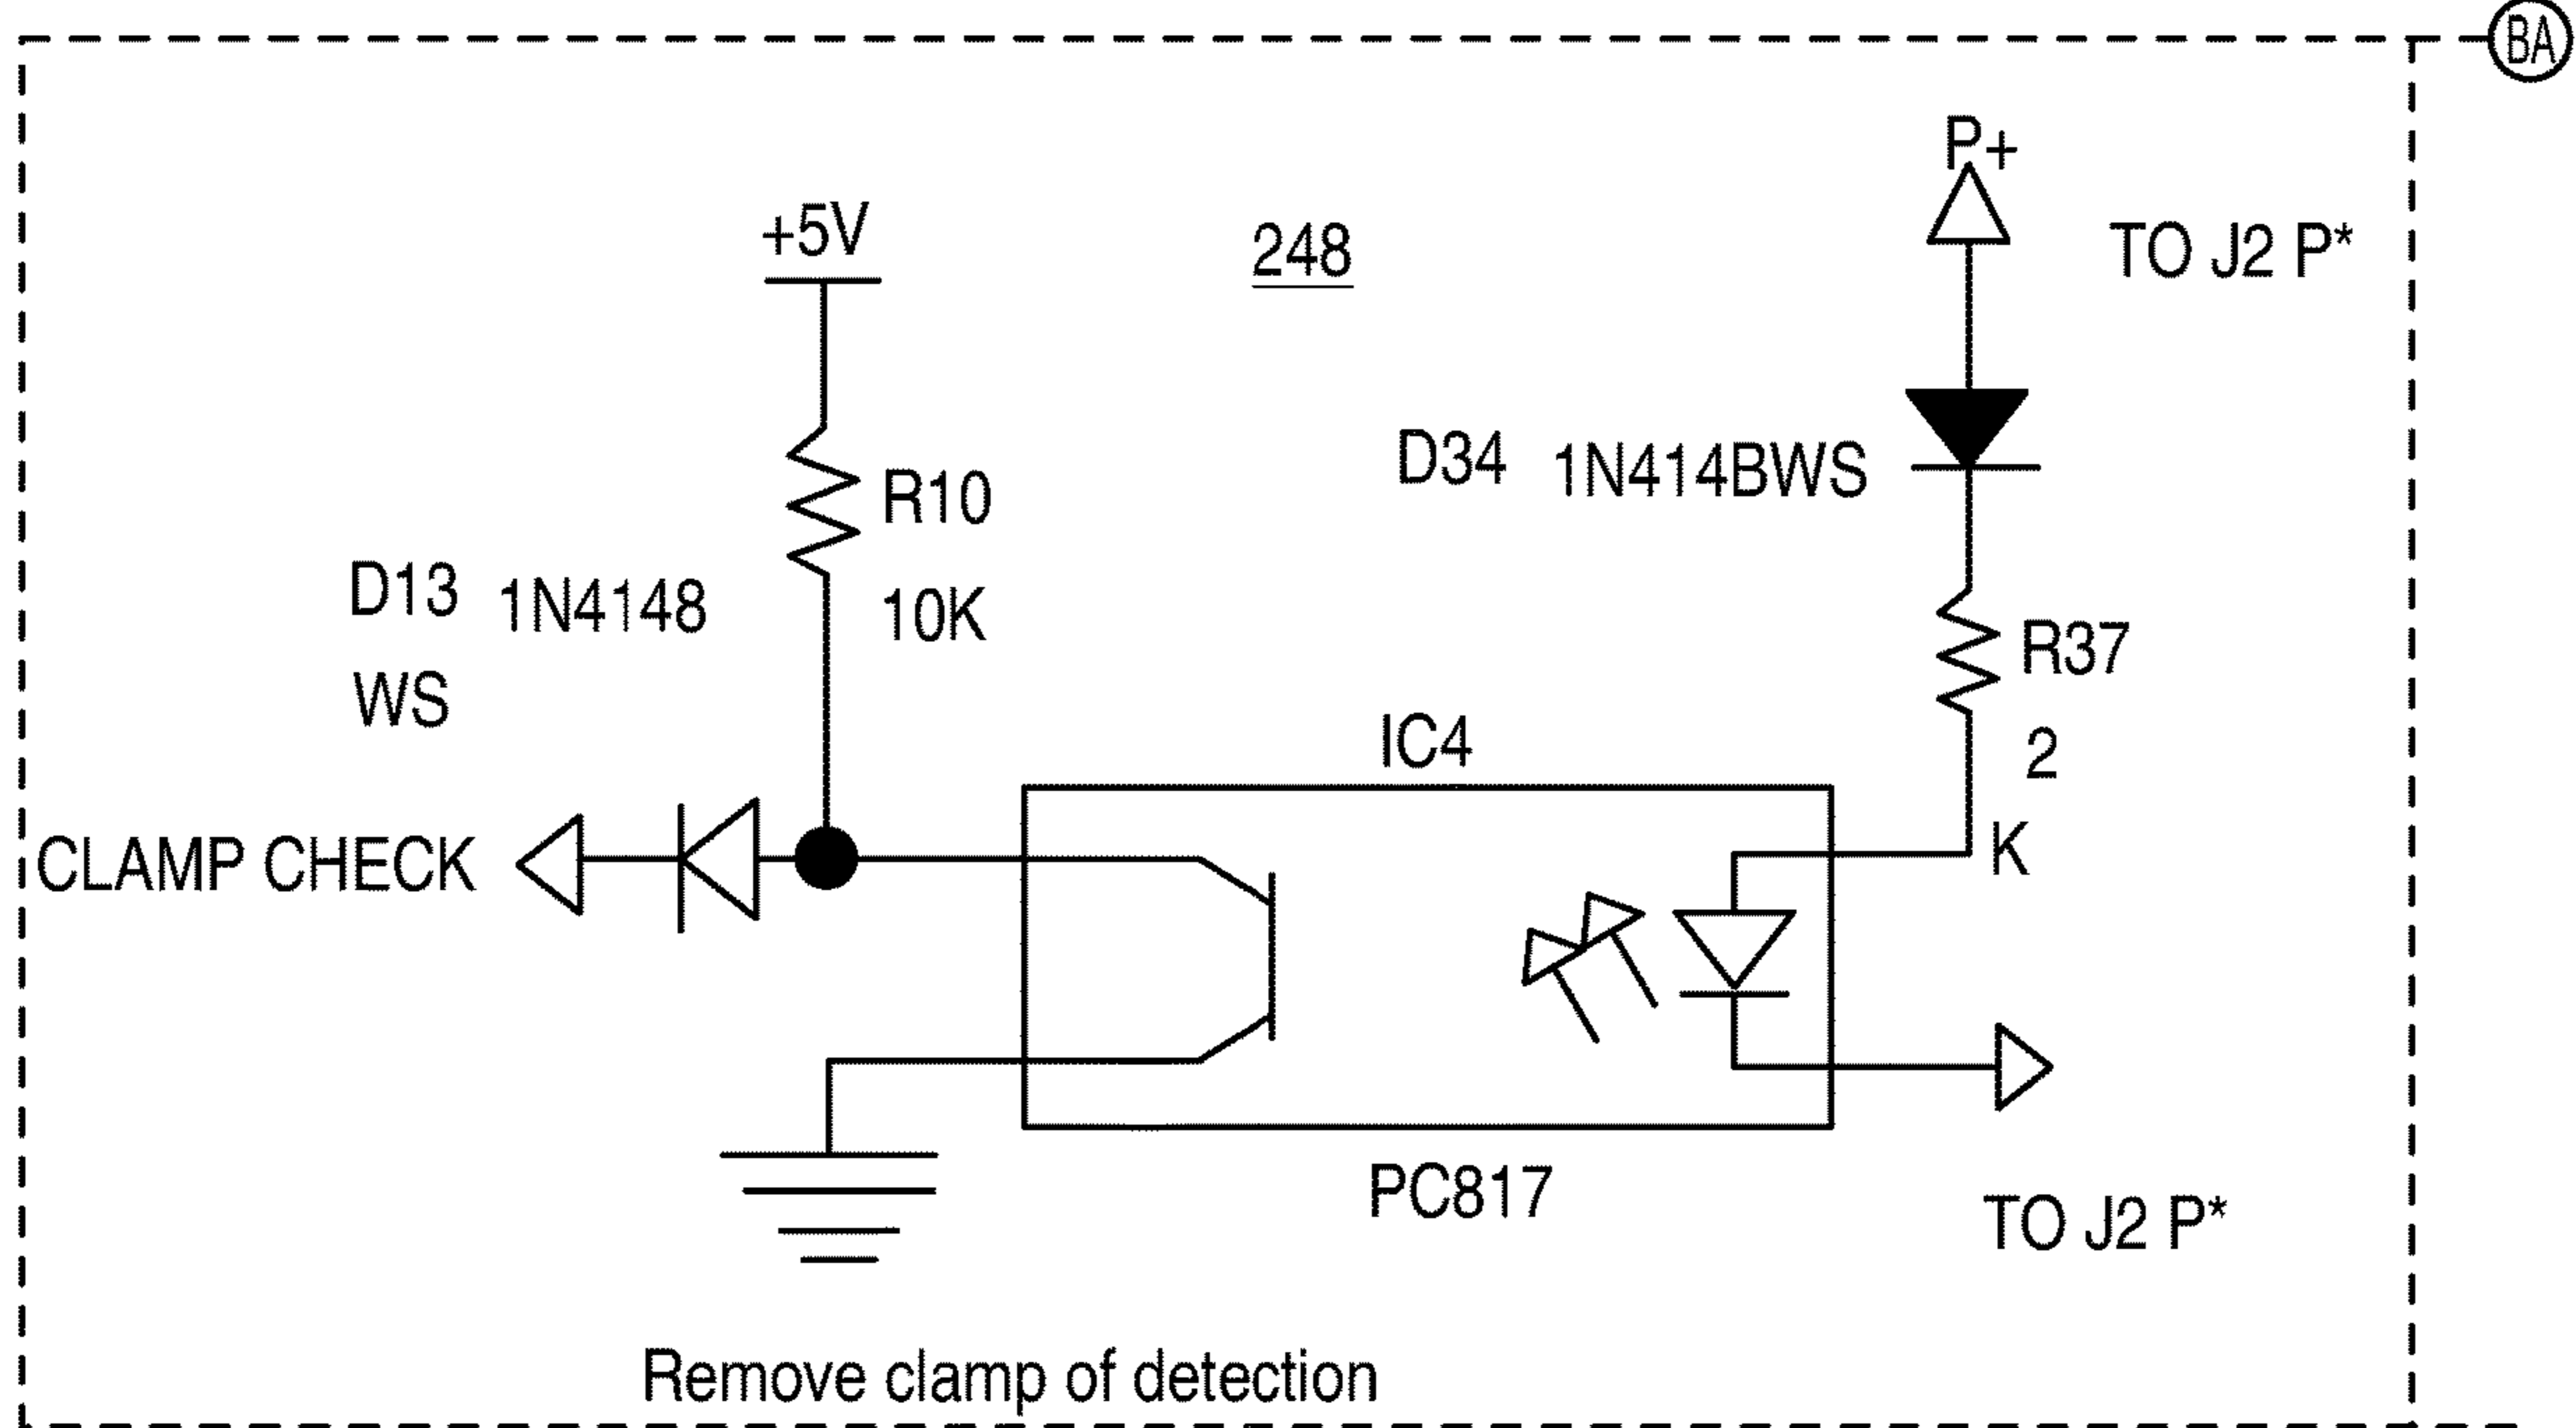 BA
P+
+5V
248
TO J2 P*
D34 1N414BWS
R10
D13 1N4148
10K
WS
R37
IC4
2
K
CLAMP CHECK
PC817
TO J2 P*
Remove clamp of detection